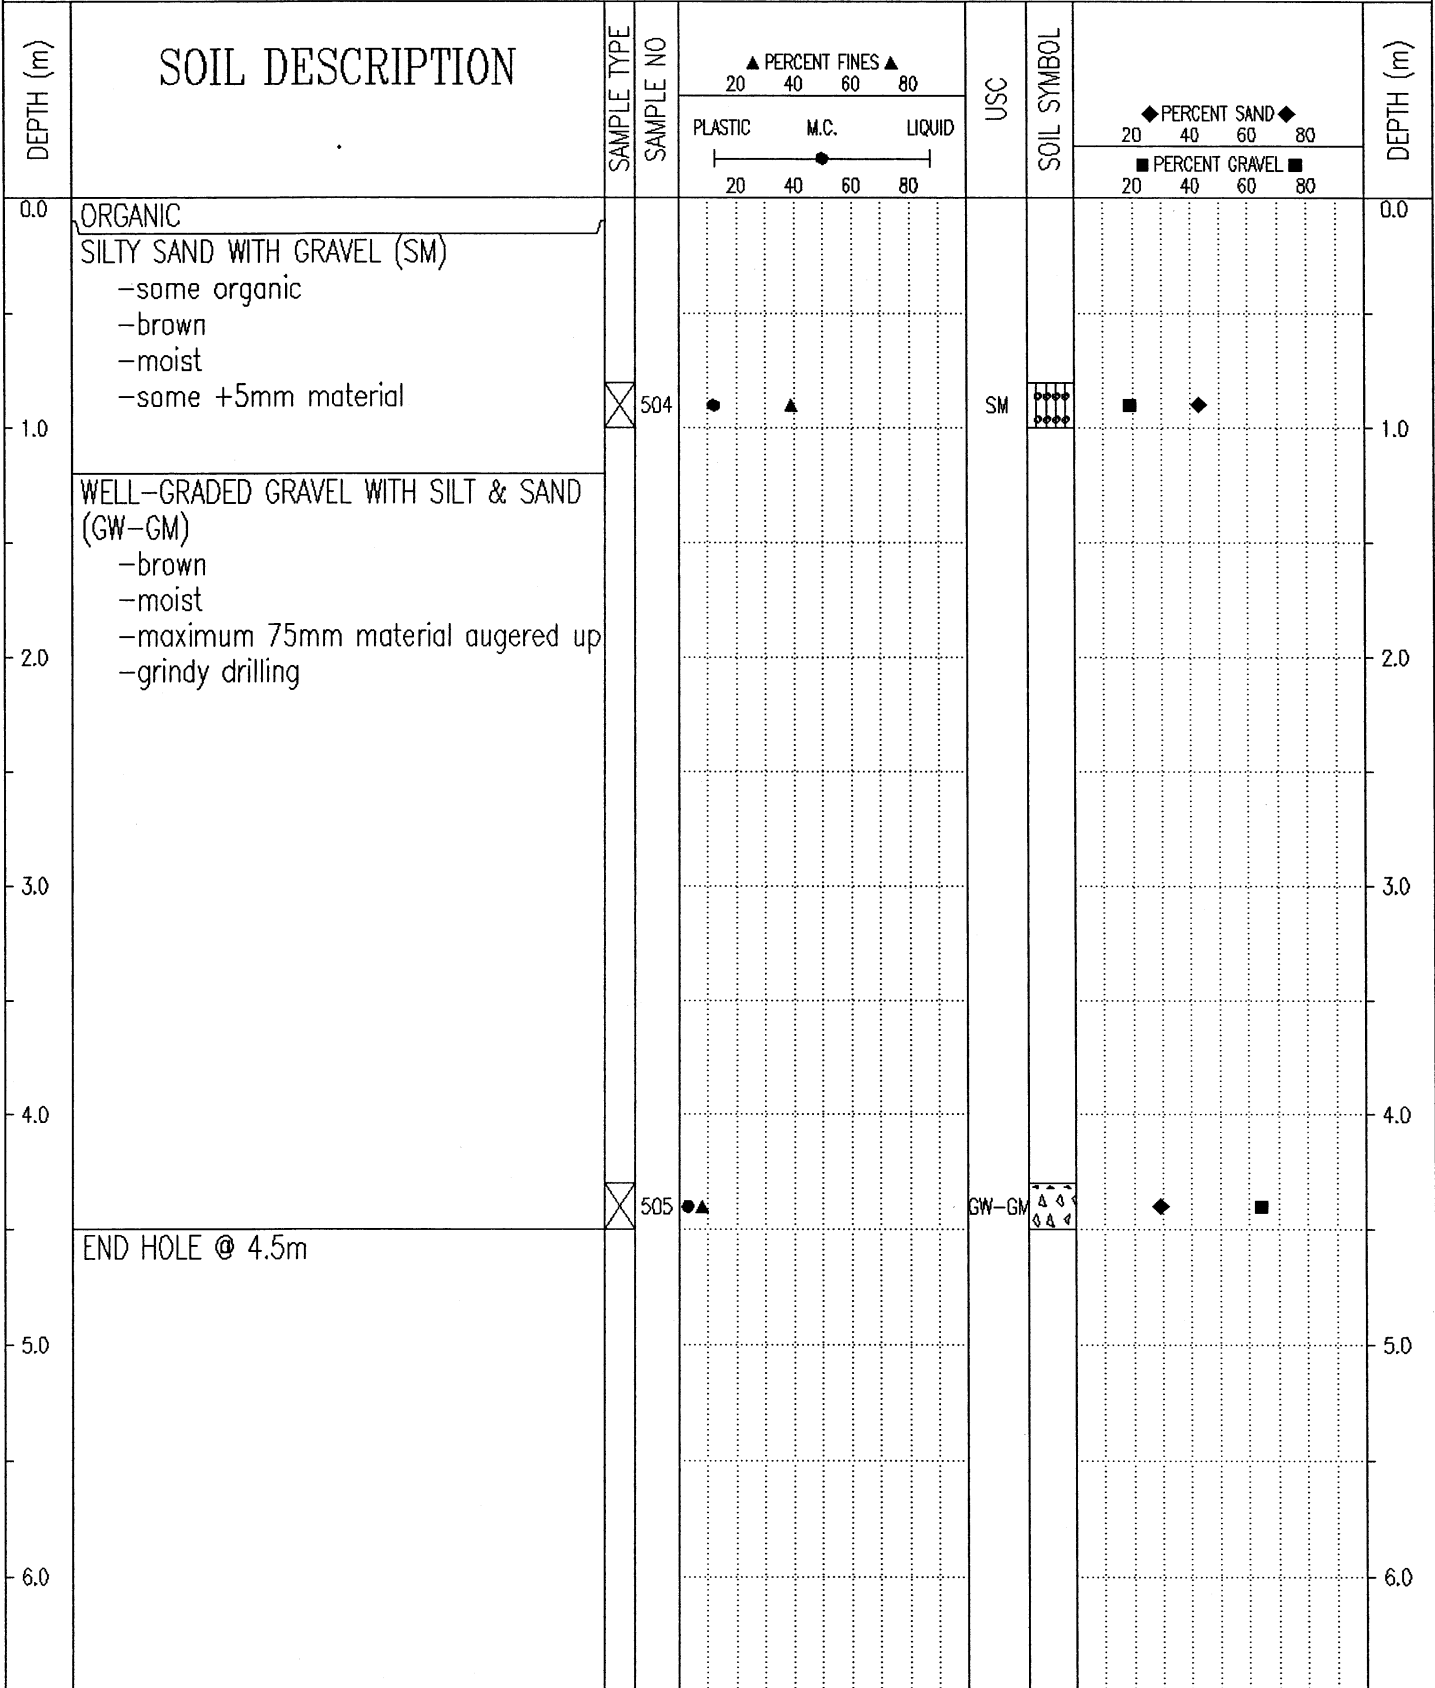 DEPTH (m)
SOIL DESCRIPTION
SAMPLE TYPE
SAMPLE NO
▲ PERCENT FINES ▲
20 40 60 80
PLASTIC M.C. LIQUID
20 40 60 80
USC
SOIL SYMBOL
◆ PERCENT SAND ◆
20 40 60 80
■ PERCENT GRAVEL ■
20 40 60 80
DEPTH (m)
0.0 ORGANIC 0.0
SILTY SAND WITH GRAVEL (SM)
-some organic
-brown
-moist
-some +5mm material 504 SM
1.0 1.0
WELL-GRADED GRAVEL WITH SILT & SAND
(GW-GM)
-brown
-moist
-maximum 75mm material augered up
2.0 2.0
-grindy drilling
3.0 3.0
4.0 4.0
505 GW-GM
END HOLE @ 4.5m
5.0 5.0
6.0 6.0